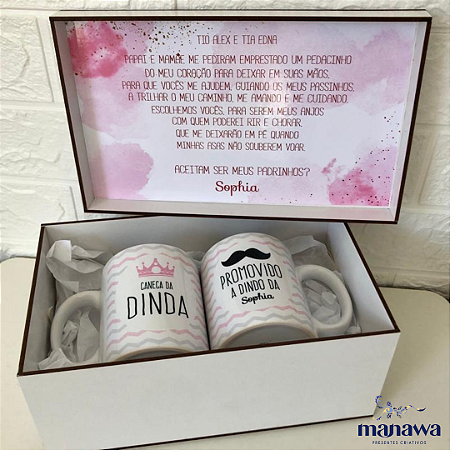 TIO ALEX E TIA EDNA
PAPAI E MAMÃE ME PEDIRAM EMPRESTADO UM PEDACINHO
DO MEU CORAÇÃO PARA DEIXAR EM SUAS MÃOS,
PARA QUE VOCÊS ME AJUDEM, GUIANDO OS MEUS PASSINHOS,
A TRILHAR O MEU CAMINHO, ME AMANDO E ME CUIDANDO.
ESCOLHEMOS VOCÊS, PARA SEREM MEUS ANJOS
COM QUEM PODEREI RIR E CHORAR,
QUE ME DEIXARÃO EM PÉ QUANDO
MINHAS ASAS NÃO SOUBEREM VOAR.
ACEITAM SER MEUS PADRINHOS?
Sophia
CANECA DA
DINDA
PROMOVIDO
A DINDO DA
Sophia
manawa
PRESENTES CRIATIVOS